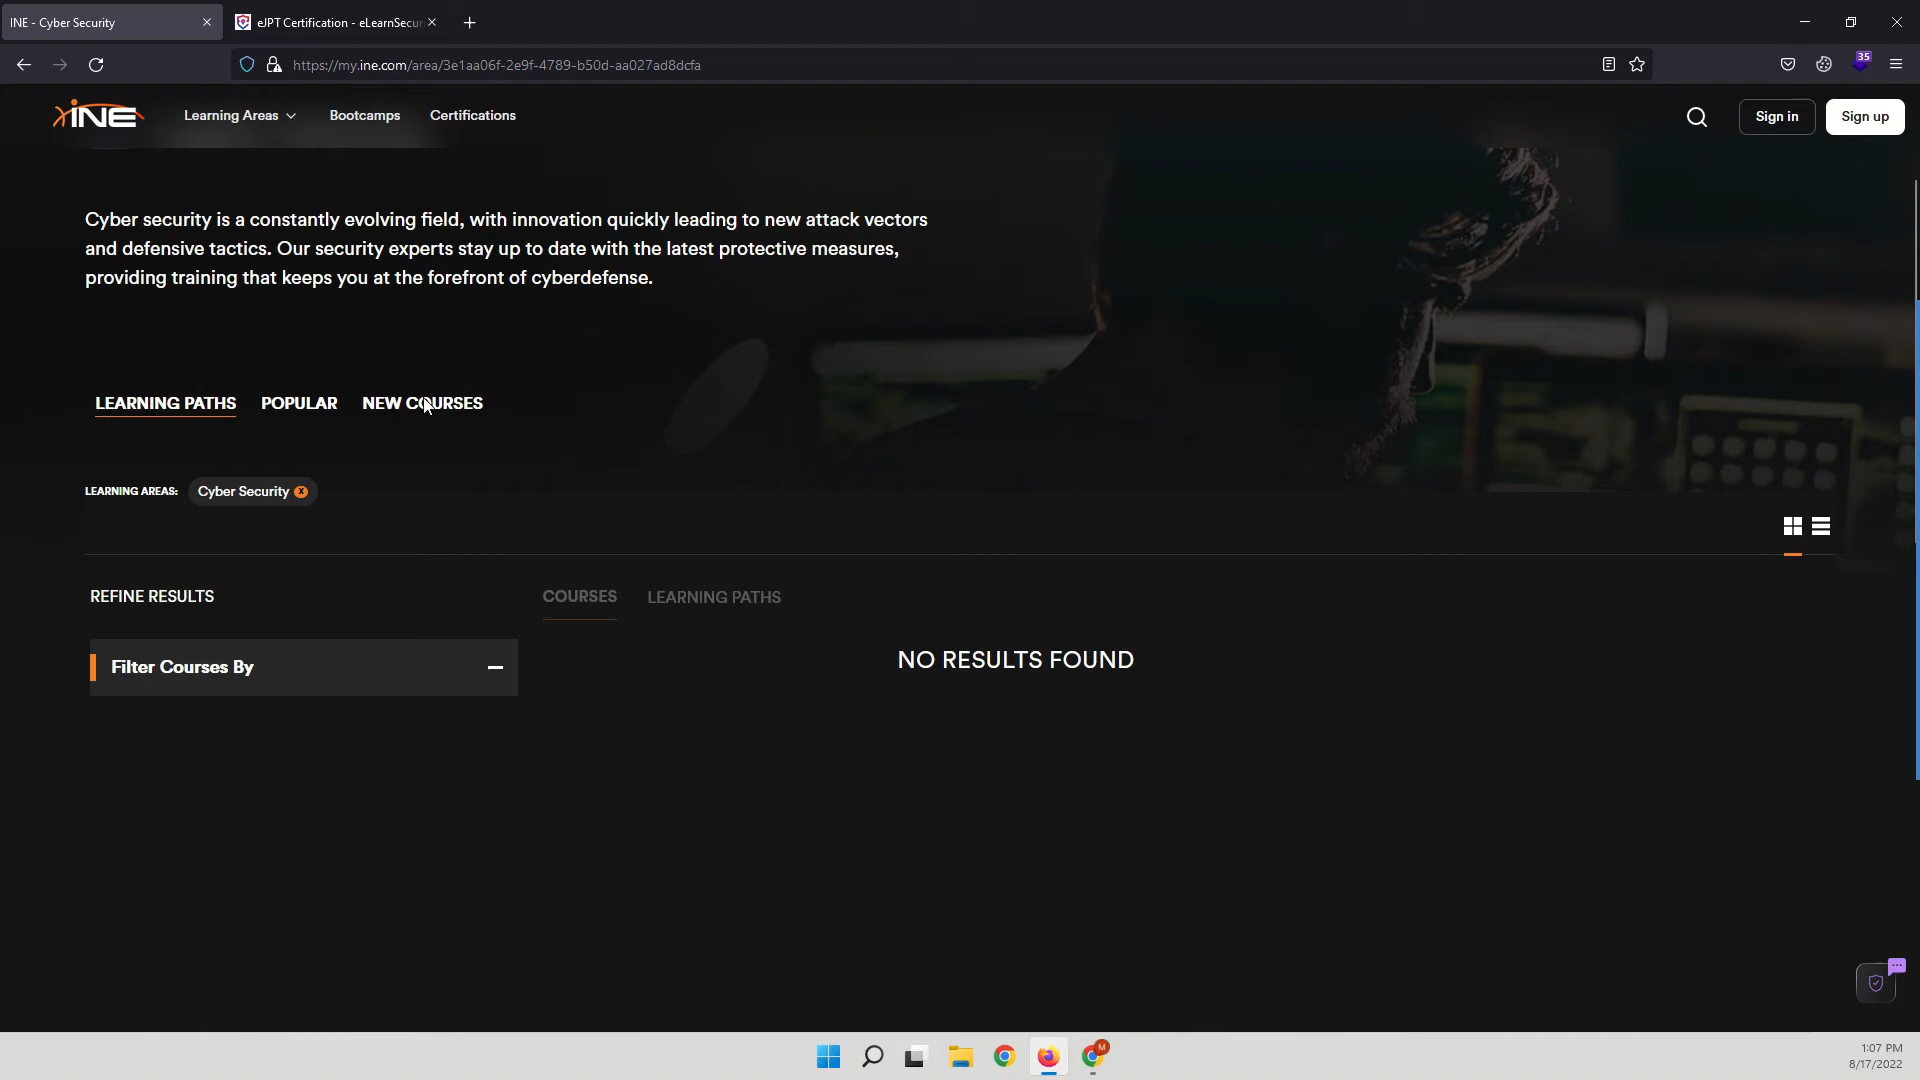 INE - Cyber Security
eJPT Certification - eLearnSecur
https://my.ine.com/area/3e1aa06f-2e9f-4789-b50d-aa027ad8dcfa
35
INE
Learning Areas
Bootcamps
Certifications
Sign in
Sign up
Cyber security is a constantly evolving field, with innovation quickly leading to new attack vectors
and defensive tactics. Our security experts stay up to date with the latest protective measures,
providing training that keeps you at the forefront of cyberdefense.
LEARNING PATHS
POPULAR
NEW COURSES
LEARNING AREAS:
Cyber Security x
REFINE RESULTS
COURSES
LEARNING PATHS
Filter Courses By
NO RESULTS FOUND
M
1:07 PM
8/17/2022